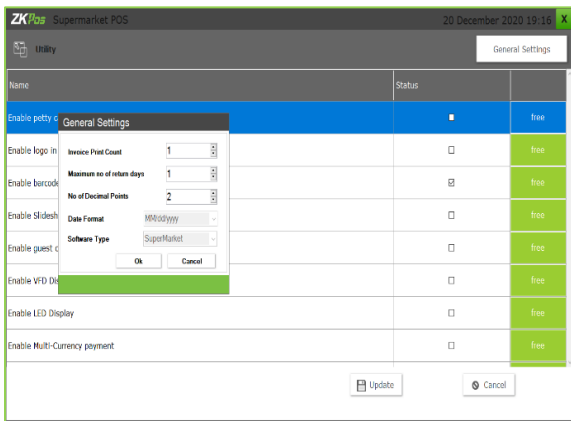 ZKPos Supermarket POS 20 December 2020 19:16 X
Utility
General Settings
Name Status
Enable petty c free
General Settings
Enable logo in free
Invoice Print Count 1
Maximum no of return days 1
Enable barcode free
No of Decimal Points 2
Enable Slidesh free
Date Format MM/dd/yyyy
Software Type SuperMarket
Enable guest c free
Ok Cancel
Enable VFD Dis free
Enable LED Display free
Enable Multi-Currency payment free
Update Cancel